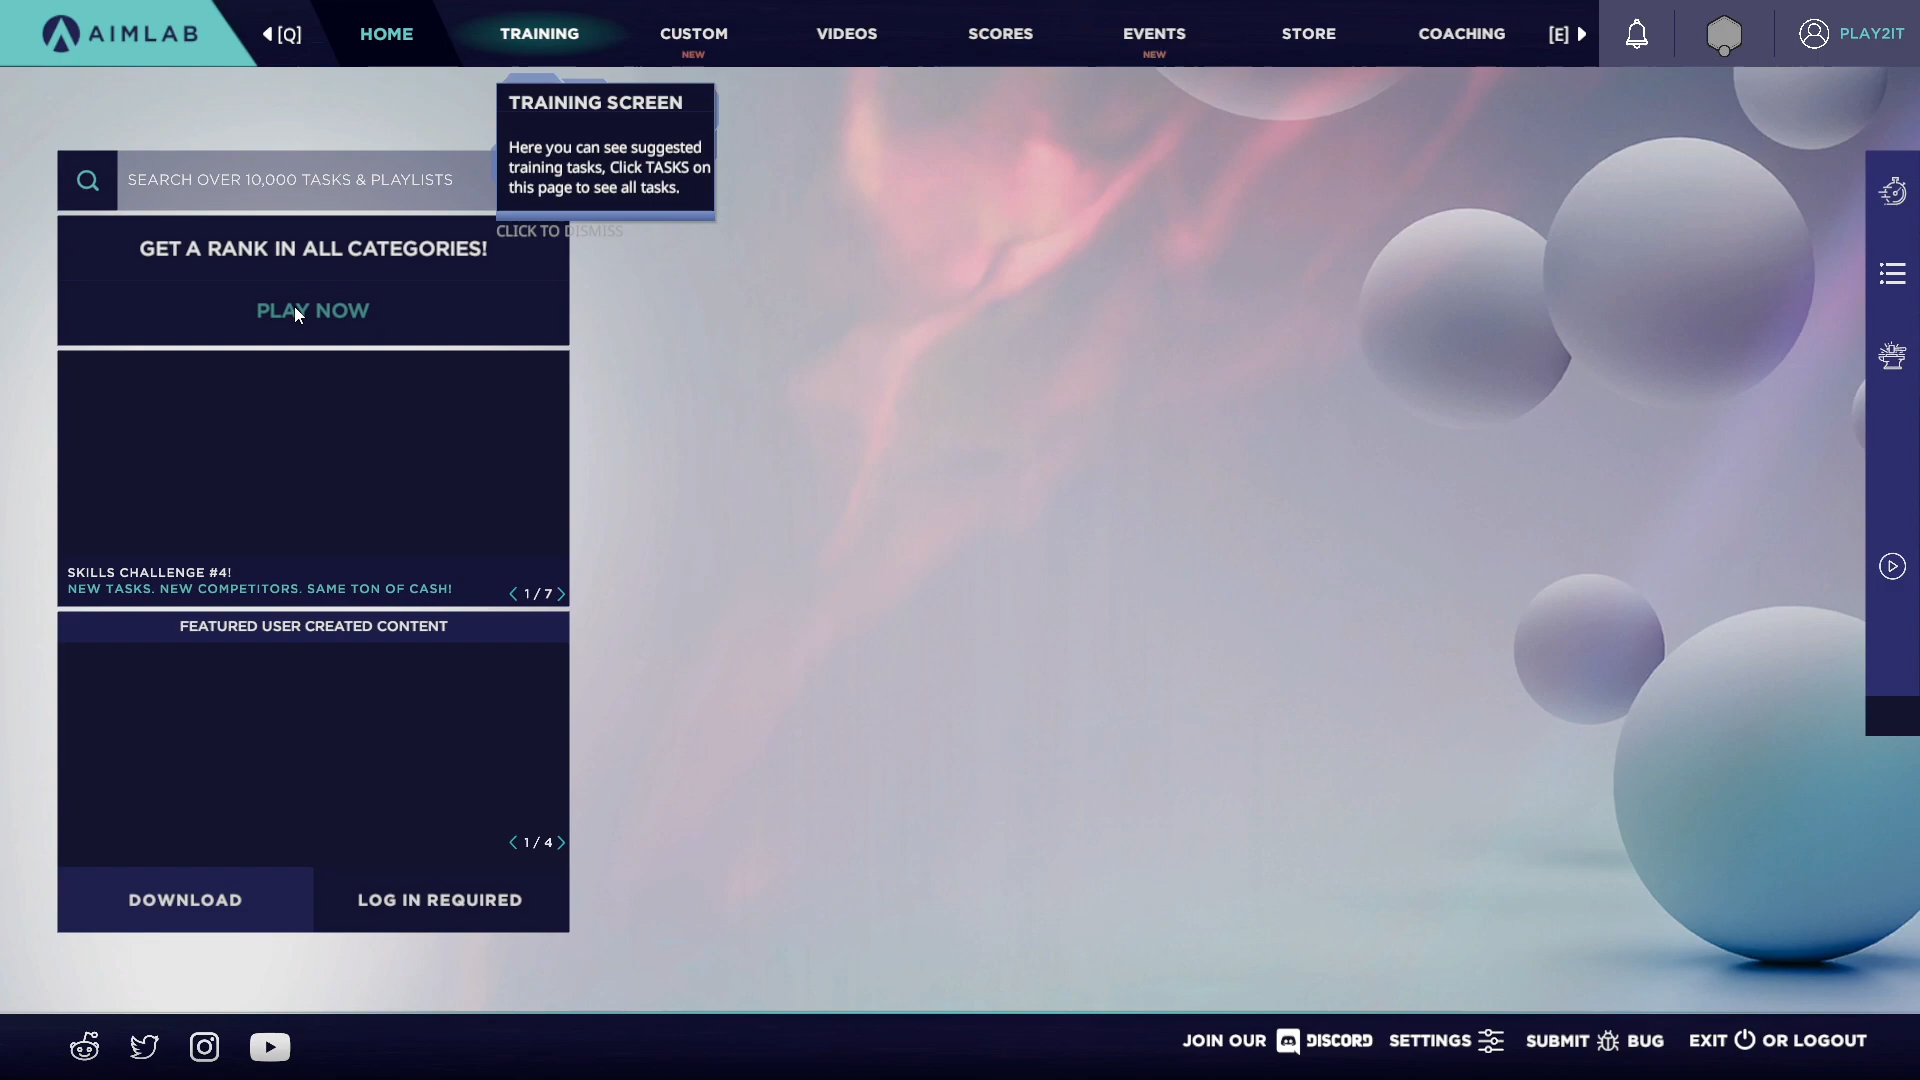 AIMLAB
[Q]
HOME
TRAINING
CUSTOM
NEW
VIDEOS
SCORES
EVENTS
NEW
STORE
COACHING
[E]
PLAY2IT
TRAINING SCREEN
Here you can see suggested
training tasks, Click TASKS on
this page to see all tasks.
CLICK TO DISMISS
SEARCH OVER 10,000 TASKS & PLAYLISTS
GET A RANK IN ALL CATEGORIES!
PLAY NOW
SKILLS CHALLENGE #4!
NEW TASKS. NEW COMPETITORS. SAME TON OF CASH!
1 / 7
FEATURED USER CREATED CONTENT
1 / 4
DOWNLOAD
LOG IN REQUIRED
JOIN OUR DISCORD
SETTINGS
SUBMIT BUG
EXIT OR LOGOUT